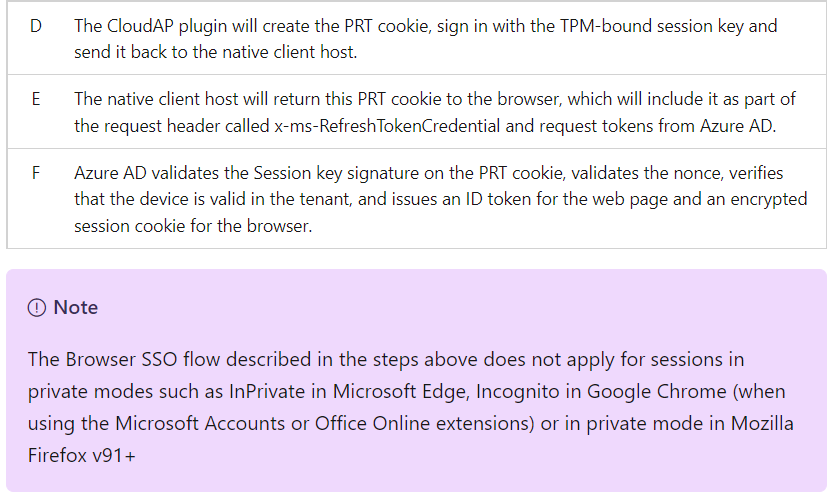 D The CloudAP plugin will create the PRT cookie, sign in with the TPM-bound session key and
send it back to the native client host.
E The native client host will return this PRT cookie to the browser, which will include it as part of
the request header called x-ms-RefreshTokenCredential and request tokens from Azure AD.
F Azure AD validates the Session key signature on the PRT cookie, validates the nonce, verifies
that the device is valid in the tenant, and issues an ID token for the web page and an encrypted
session cookie for the browser.
Note
The Browser SSO flow described in the steps above does not apply for sessions in
private modes such as InPrivate in Microsoft Edge, Incognito in Google Chrome (when
using the Microsoft Accounts or Office Online extensions) or in private mode in Mozilla
Firefox v91+